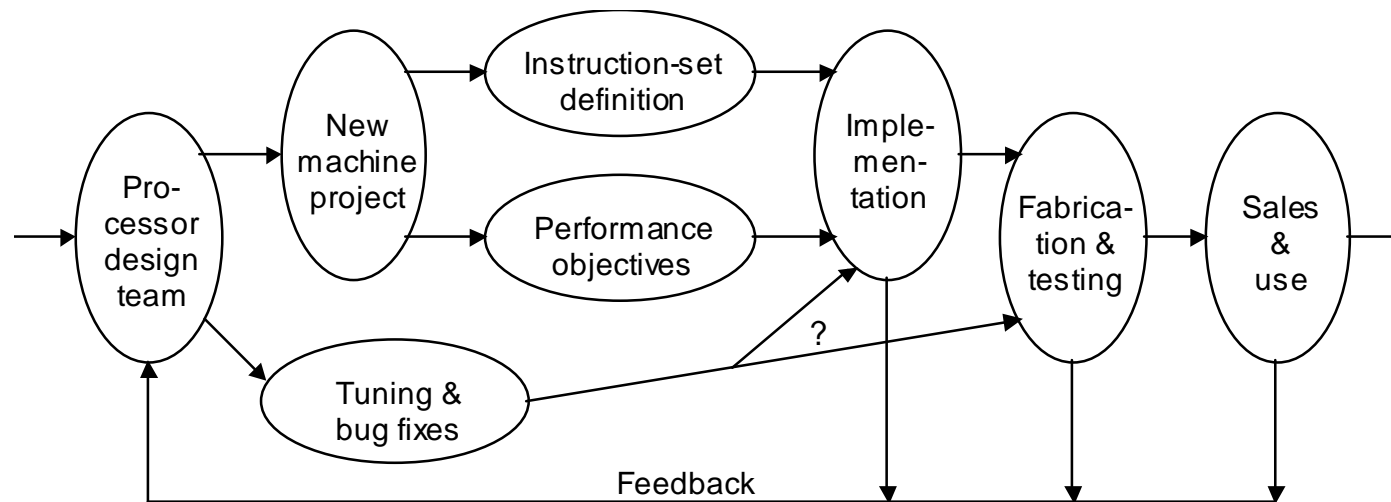 Pro-
cessor
design
team
New
machine
project
Instruction-set
definition
Performance
objectives
Tuning &
bug fixes
?
Imple-
men-
tation
Fabrica-
tion &
testing
Sales
&
use
Feedback